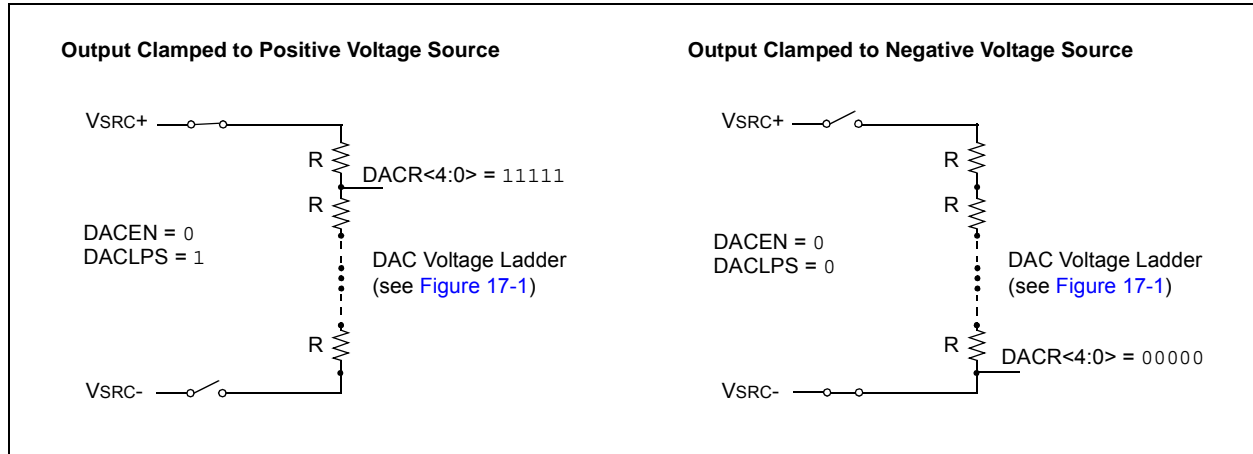 Output Clamped to Positive Voltage Source
VSRC+
R
DACR<4:0> = 11111
R
DACEN = 0
DACLPS = 1
DAC Voltage Ladder
(see Figure 17-1)
R
VSRC-
Output Clamped to Negative Voltage Source
VSRC+
R
R
DACEN = 0
DACLPS = 0
DAC Voltage Ladder
(see Figure 17-1)
R
DACR<4:0> = 00000
VSRC-